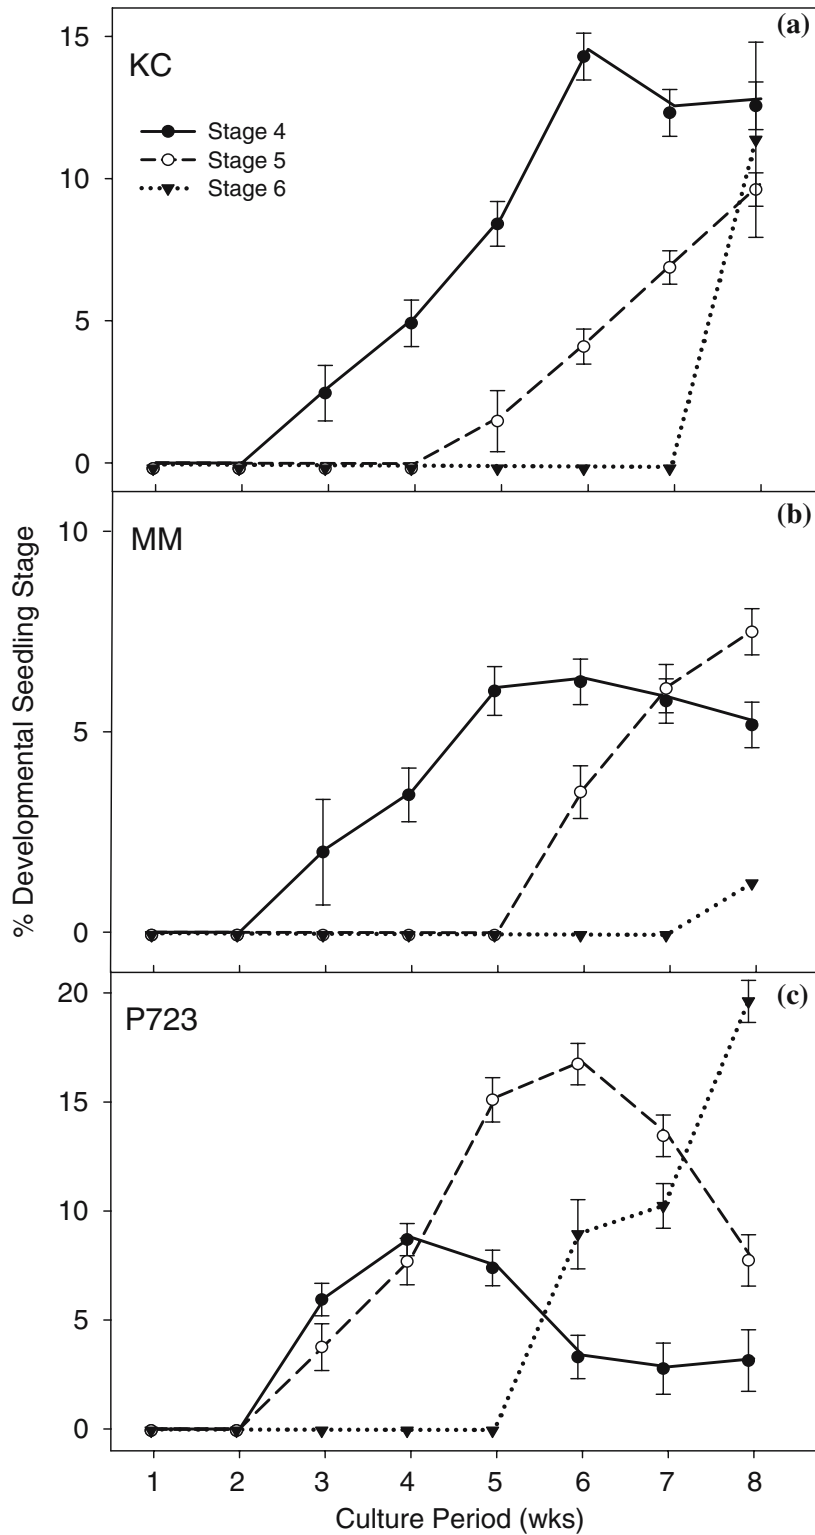 (a)
KC
15
Stage 4
Stage 5
Stage 6
10
5
0
(b)
MM
10
5
0
% Developmental Seedling Stage
(c)
P723
20
15
10
5
0
1 2 3 4 5 6 7 8
Culture Period (wks)